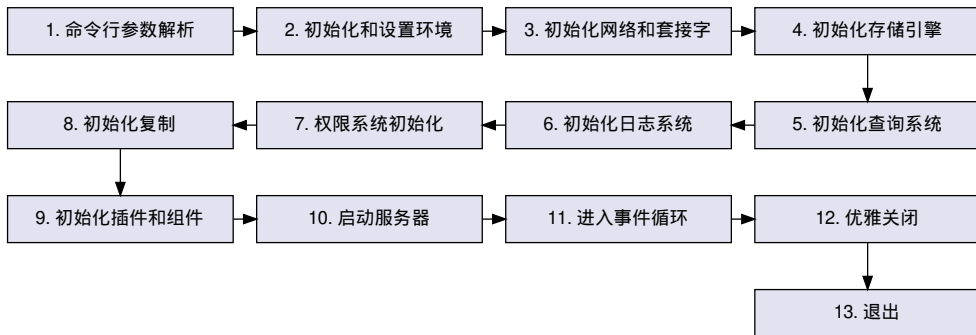 1. 命令行参数解析
2. 初始化和设置环境
3. 初始化网络和套接字
4. 初始化存储引擎
5. 初始化查询系统
6. 初始化日志系统
7. 权限系统初始化
8. 初始化复制
9. 初始化插件和组件
10. 启动服务器
11. 进入事件循环
12. 优雅关闭
13. 退出